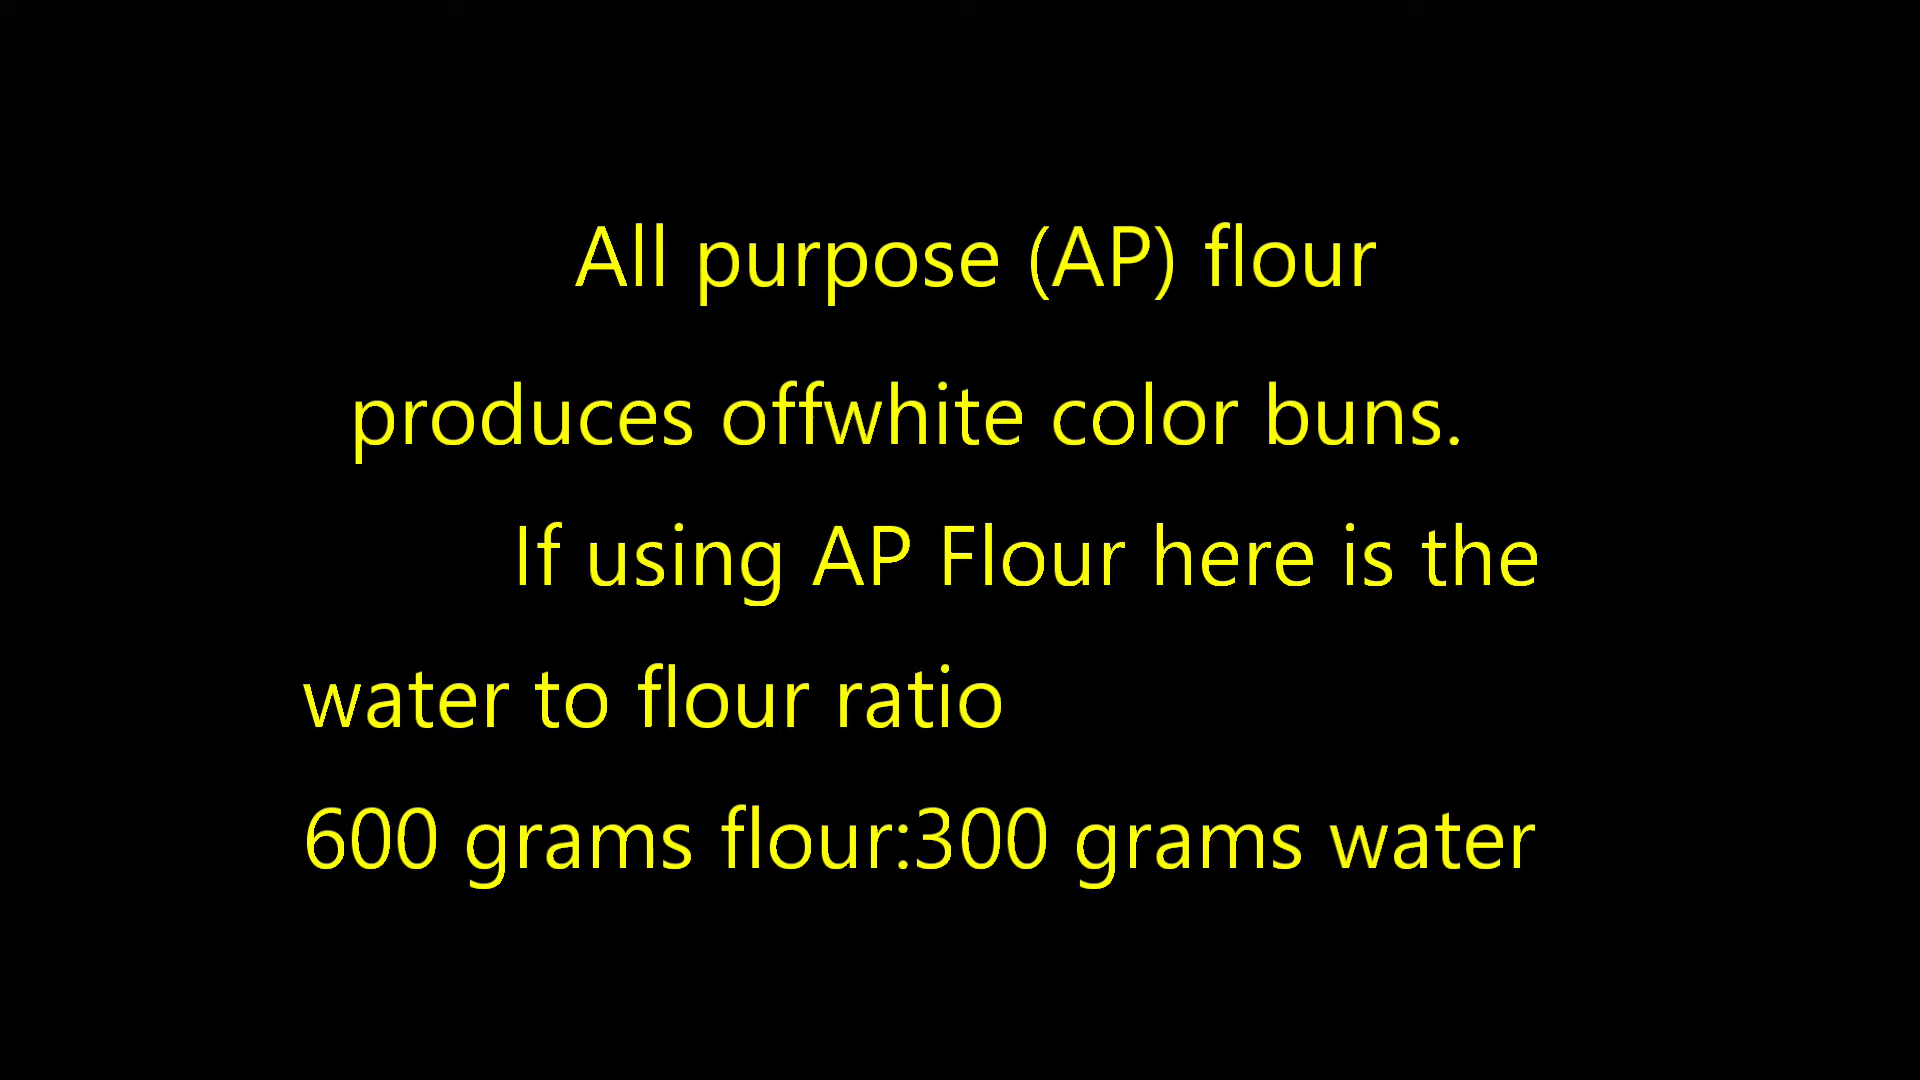 All purpose (AP) flour
produces offwhite color buns.
If using AP Flour here is the
water to flour ratio
600 grams flour:300 grams water